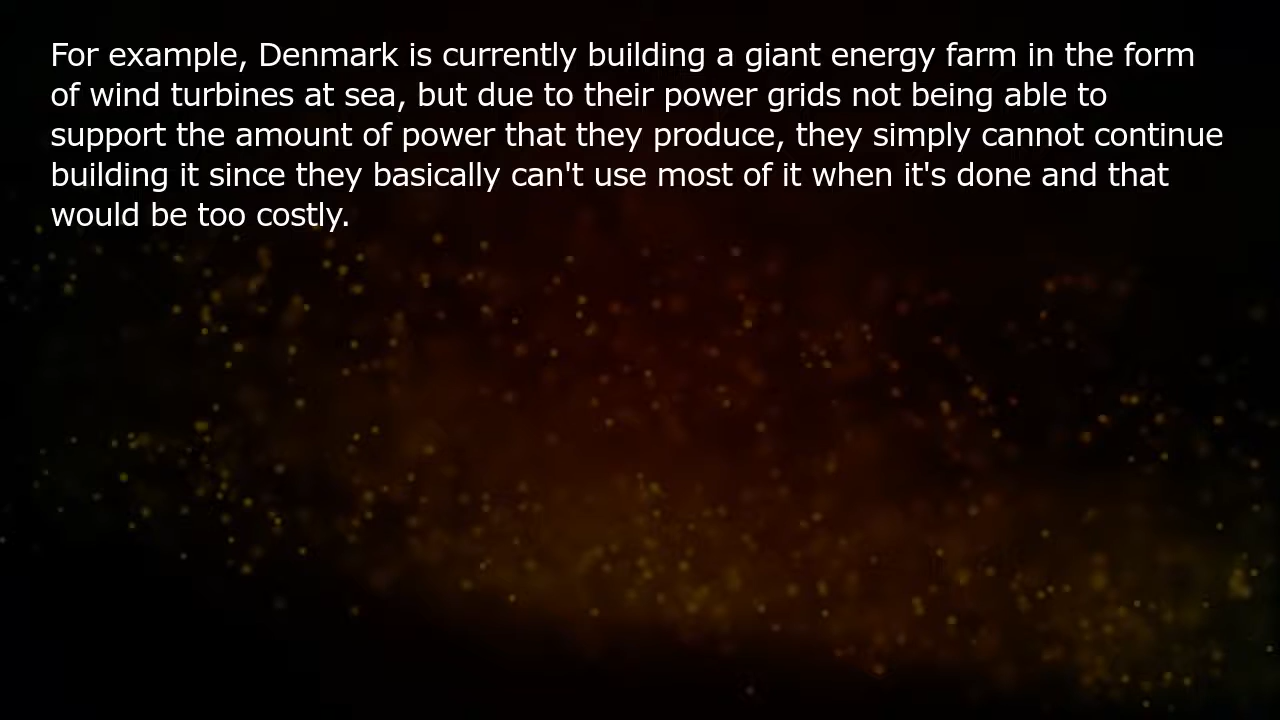 For example, Denmark is currently building a giant energy farm in the form
of wind turbines at sea, but due to their power grids not being able to
support the amount of power that they produce, they simply cannot continue
building it since they basically can't use most of it when it's done and that
would be too costly.